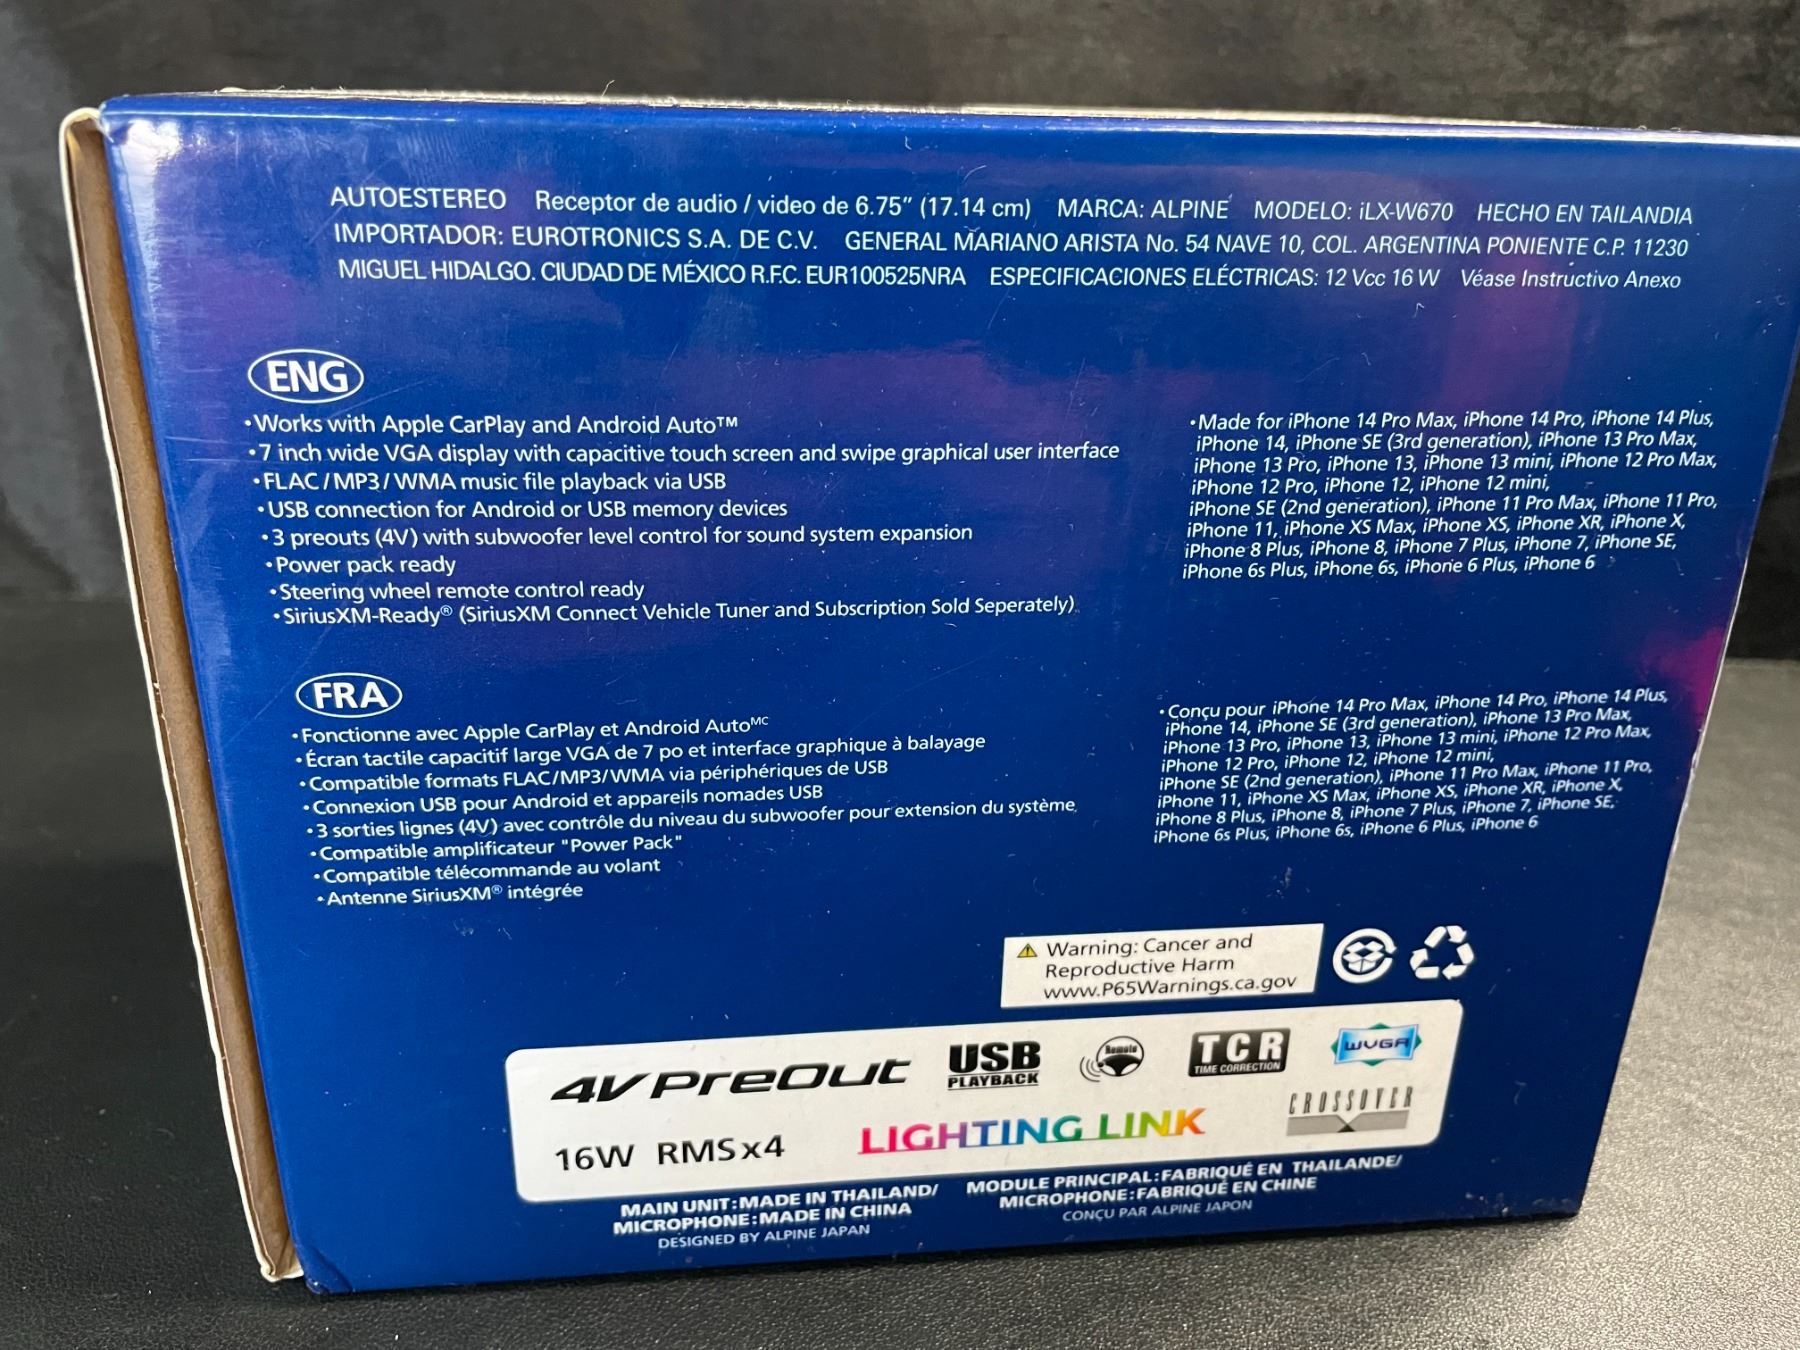 AUTOESTEREO Receptor de audio / video de 6.75" (17.14 cm) MARCA: ALPINE MODELO: iLX-W670 HECHO EN TAILANDIA
IMPORTADOR: EUROTRONICS S.A. DE C.V. GENERAL MARIANO ARISTA No. 54 NAVE 10, COL. ARGENTINA PONIENTE C.P. 11230
MIGUEL HIDALGO. CIUDAD DE MÉXICO R.F.C. EUR100525NRA ESPECIFICACIONES ELÉCTRICAS: 12 Vcc 16 W Véase Instructivo Anexo
ENG
•Works with Apple CarPlay and Android Auto™
•7 inch wide VGA display with capacitive touch screen and swipe graphical user interface
•FLAC/MP3/WMA music file playback via USB
•USB connection for Android or USB memory devices
•3 preouts (4V) with subwoofer level control for sound system expansion
•Power pack ready
•Steering wheel remote control ready
•SiriusXM-Ready® (SiriusXM Connect Vehicle Tuner and Subscription Sold Seperately)
•Made for iPhone 14 Pro Max, iPhone 14 Pro, iPhone 14 Plus,
iPhone 14, iPhone SE (3rd generation), iPhone 13 Pro Max,
iPhone 13 Pro, iPhone 13, iPhone 13 mini, iPhone 12 Pro Max,
iPhone 12 Pro, iPhone 12, iPhone 12 mini,
iPhone SE (2nd generation), iPhone 11 Pro Max, iPhone 11 Pro,
iPhone 11, iPhone XS Max, iPhone XS, iPhone XR, iPhone X,
iPhone 8 Plus, iPhone 8, iPhone 7 Plus, iPhone 7, iPhone SE,
iPhone 6s Plus, iPhone 6s, iPhone 6 Plus, iPhone 6
FRA
•Fonctionne avec Apple CarPlay et Android Autoᴹᶜ
•Écran tactile capacitif large VGA de 7 po et interface graphique à balayage
•Compatible formats FLAC/MP3/WMA via périphériques de USB
•Connexion USB pour Android et appareils nomades USB
•3 sorties lignes (4V) avec contrôle du niveau du subwoofer pour extension du système
•Compatible amplificateur "Power Pack"
•Compatible télécommande au volant
•Antenne SiriusXM® intégrée
•Conçu pour iPhone 14 Pro Max, iPhone 14 Pro, iPhone 14 Plus,
iPhone 14, iPhone SE (3rd generation), iPhone 13 Pro Max,
iPhone 13 Pro, iPhone 13, iPhone 13 mini, iPhone 12 Pro Max,
iPhone 12 Pro, iPhone 12, iPhone 12 mini,
iPhone SE (2nd generation), iPhone 11 Pro Max, iPhone 11 Pro,
iPhone 11, iPhone XS Max, iPhone XS, iPhone XR, iPhone X,
iPhone 8 Plus, iPhone 8, iPhone 7 Plus, iPhone 7, iPhone SE,
iPhone 6s Plus, iPhone 6s, iPhone 6 Plus, iPhone 6
⚠ Warning: Cancer and
Reproductive Harm
www.P65Warnings.ca.gov
4V PreOut
USB
PLAYBACK
Remote
TCR
TIME CORRECTION
WVGA
16W RMSx4
LIGHTING LINK
CROSSOVER
MAIN UNIT:MADE IN THAILAND/
MICROPHONE:MADE IN CHINA
DESIGNED BY ALPINE JAPAN
MODULE PRINCIPAL:FABRIQUÉ EN THAILANDE/
MICROPHONE:FABRIQUÉ EN CHINE
CONÇU PAR ALPINE JAPON